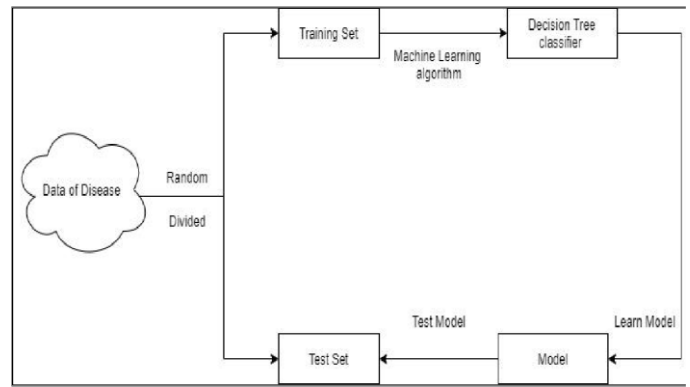 Training Set
Decision Tree
classifier
Machine Learning
algorithm
Data of Disease
Random
Divided
Test Model
Learn Model
Test Set
Model